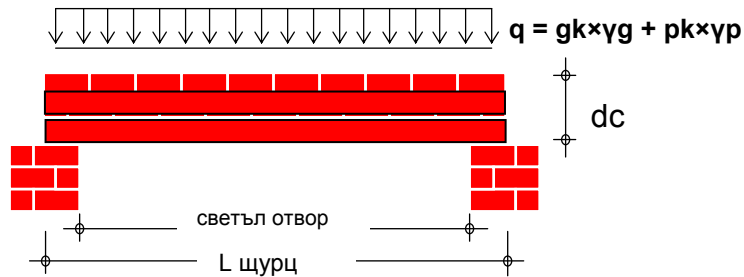 q = gk×γg + pk×γp
dc
светъл отвор
L щурц